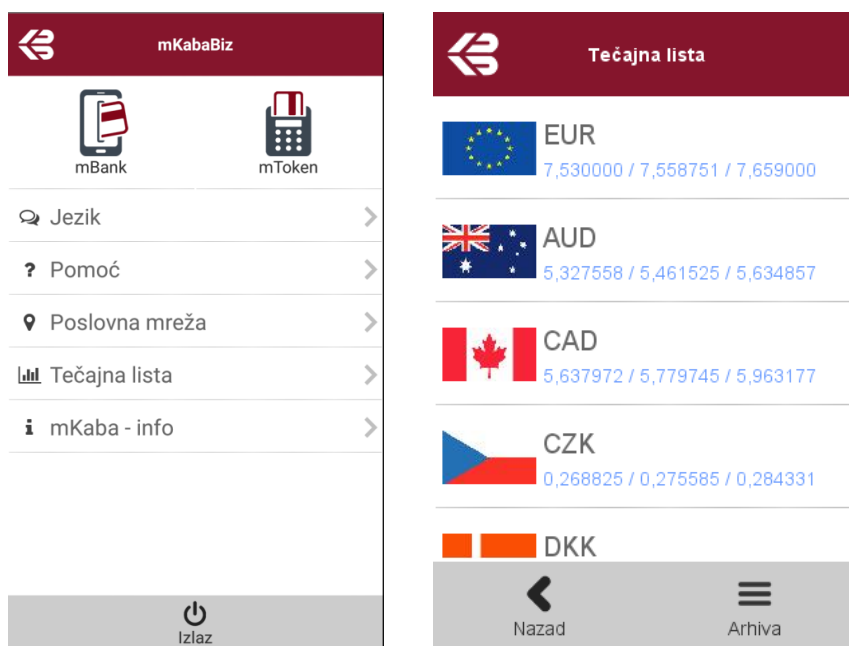 mKabaBiz
mBank
mToken
Jezik
? Pomoć
Poslovna mreža
Tečajna lista
i mKaba - info
Izlaz
Tečajna lista
EUR
7,530000 / 7,558751 / 7,659000
AUD
5,327558 / 5,461525 / 5,634857
CAD
5,637972 / 5,779745 / 5,963177
CZK
0,268825 / 0,275585 / 0,284331
DKK
Nazad
Arhiva